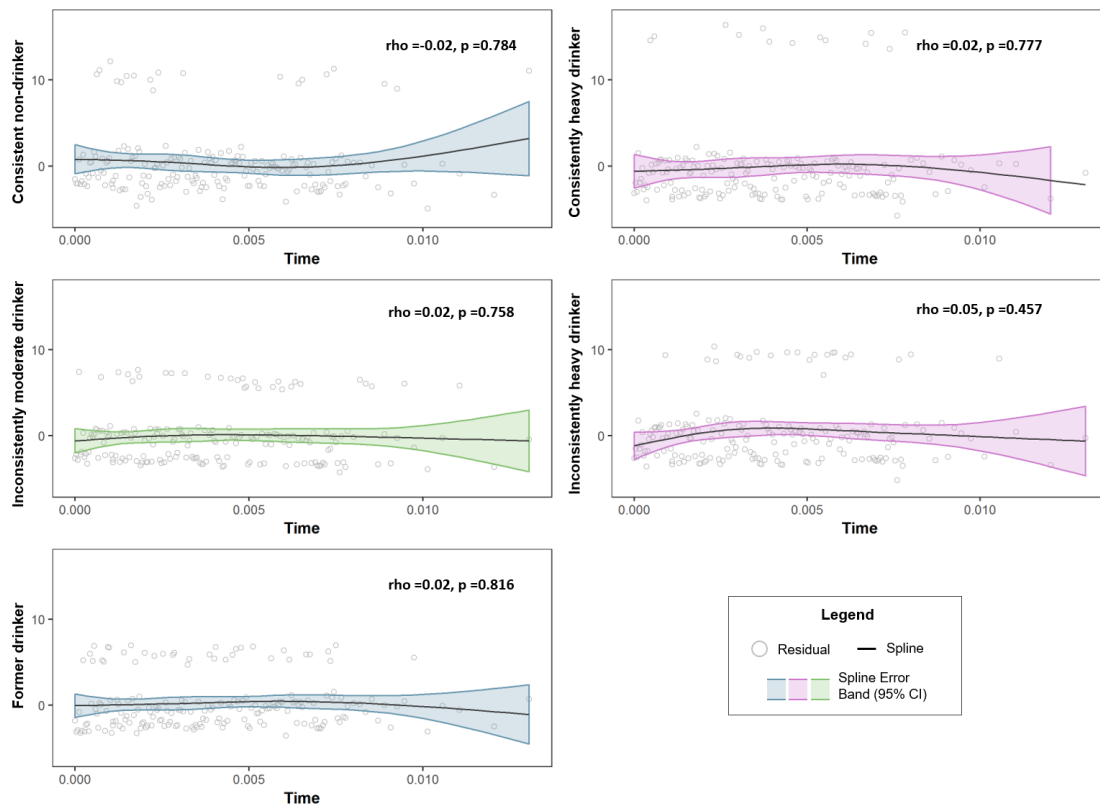 Consistent non-drinker
10
0
rho =-0.02, p =0.784
0.000
0.005
0.010
Time
Consistently heavy drinker
10
0
rho =0.02, p =0.777
0.000
0.005
0.010
Time
Inconsistently moderate drinker
10
0
rho =0.02, p =0.758
0.000
0.005
0.010
Time
Inconsistently heavy drinker
10
0
rho =0.05, p =0.457
0.000
0.005
0.010
Time
Former drinker
10
0
rho =0.02, p =0.816
0.000
0.005
0.010
Time
Legend
Residual
Spline
Spline Error
Band (95% CI)